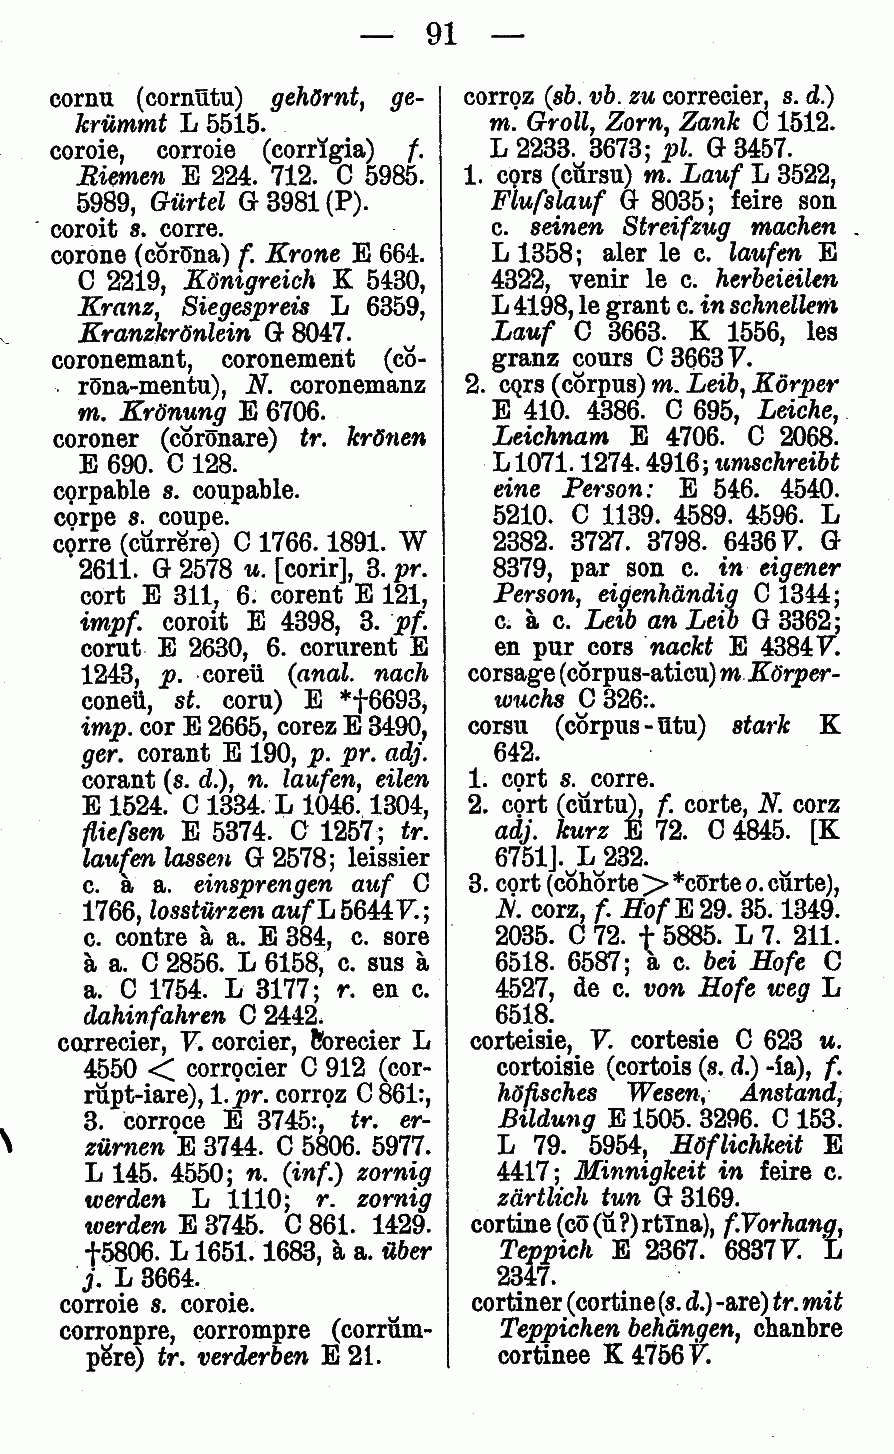 — 91 —
cornu (cornūtu) gehörnt, ge-
krümmt L 5515.
coroie, corroie (corrĭgia) f.
Riemen E 224. 712. C 5985.
5989, Gürtel G 3981 (P).
coroit s. corre.
corone (cŏrōna) f. Krone E 664.
C 2219, Königreich K 5430,
Kranz, Siegespreis L 6359,
Kranzkrönlein G 8047.
coronemant, coronement (cŏ-
rōna-mentu), N. coronemanz
m. Krönung E 6706.
coroner (cŏrōnare) tr. krönen
E 690. C 128.
cọrpable s. coupable.
cọrpe s. coupe.
cọrre (cŭrrĕre) C 1766. 1891. W
2611. G 2578 u. [corir], 3. pr.
cort E 311, 6. corent E 121,
impf. coroit E 4398, 3. pf.
corut E 2630, 6. corurent E
1243, p. coreü (anal. nach
coneü, st. coru) E *†6693,
imp. cor E 2665, corez E 3490,
ger. corant E 190, p. pr. adj.
corant (s. d.), n. laufen, eilen
E 1524. C 1334. L 1046. 1304,
fliefsen E 5374. C 1257; tr.
laufen lassen G 2578; leissier
c. à a. einsprengen auf C
1766, losstürzen auf L 5644 V.;
c. contre à a. E 384, c. sore
à a. C 2856. L 6158, c. sus à
a. C 1754. L 3177; r. en c.
dahinfahren C 2442.
correcier, V. corcier, corecier L
4550 < corrọcier C 912 (cor-
rŭpt-iare), 1. pr. corrọz C 861:,
3. corrọce E 3745:, tr. er-
zürnen E 3744. C 5806. 5977.
L 145. 4550; n. (inf.) zornig
werden L 1110; r. zornig
werden E 3745. C 861. 1429.
†5806. L 1651. 1683, à a. über
j. L 3664.
corroie s. coroie.
corronpre, corrompre (corrŭm-
pĕre) tr. verderben E 21.
corrọz (sb. vb. zu correcier, s. d.)
m. Groll, Zorn, Zank C 1512.
L 2233. 3673; pl. G 3457.
1. cọrs (cŭrsu) m. Lauf L 3522,
Flufslauf G 8035; feire son
c. seinen Streifzug machen
L 1358; aler le c. laufen E
4322, venir le c. herbeieilen
L 4198, le grant c. in schnellem
Lauf C 3663. K 1556, les
granz cours C 3663 V.
2. cǫrs (cŏrpus) m. Leib, Körper
E 410. 4386. C 695, Leiche,
Leichnam E 4706. C 2068.
L 1071. 1274. 4916; umschreibt
eine Person: E 546. 4540.
5210. C 1139. 4589. 4596. L
2382. 3727. 3798. 6436 V. G
8379, par son c. in eigener
Person, eigenhändig C 1344;
c. à c. Leib an Leib G 3362;
en pur cors nackt E 4384 V.
corsage (cŏrpus-aticu) m. Körper-
wuchs C 326:.
corsu (cŏrpus-ūtu) stark K
642.
1. cọrt s. corre.
2. cọrt (cŭrtu), f. corte, N. corz
adj. kurz E 72. C 4845. [K
6751]. L 232.
3. cọrt (cŏhŏrte > *cōrte o. cŭrte),
N. corz, f. Hof E 29. 35. 1349.
2035. C 72. † 5885. L 7. 211.
6518. 6587; à c. bei Hofe C
4527, de c. von Hofe weg L
6518.
corteisie, V. cortesie C 623 u.
cortoisie (cortois (s. d.) -ía), f.
höfisches Wesen, Anstand,
Bildung E 1505. 3296. C 153.
L 79. 5954, Höflichkeit E
4417; Minnigkeit in feire c.
zärtlich tun G 3169.
cortine (cō (ŭ?) rtīna), f. Vorhang,
Teppich E 2367. 6837 V. L
2347.
cortiner (cortine (s. d.) -are) tr. mit
Teppichen behängen, chanbre
cortinee K 4756 V.